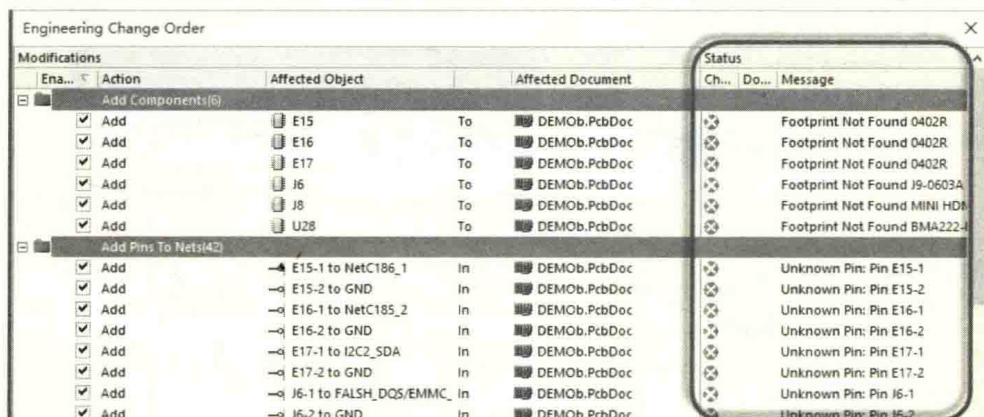 Engineering Change Order
Modifications Status
Ena... Action Affected Object Affected Document Ch... Do... Message
Add Components(6)
Add E15 To DEMOb.PcbDoc Footprint Not Found 0402R
Add E16 To DEMOb.PcbDoc Footprint Not Found 0402R
Add E17 To DEMOb.PcbDoc Footprint Not Found 0402R
Add J6 To DEMOb.PcbDoc Footprint Not Found J9-0603A
Add J8 To DEMOb.PcbDoc Footprint Not Found MINI HDM
Add U28 To DEMOb.PcbDoc Footprint Not Found BMA222-
Add Pins To Nets(42)
Add E15-1 to NetC186_1 In DEMOb.PcbDoc Unknown Pin: Pin E15-1
Add E15-2 to GND In DEMOb.PcbDoc Unknown Pin: Pin E15-2
Add E16-1 to NetC185_2 In DEMOb.PcbDoc Unknown Pin: Pin E16-1
Add E16-2 to GND In DEMOb.PcbDoc Unknown Pin: Pin E16-2
Add E17-1 to I2C2_SDA In DEMOb.PcbDoc Unknown Pin: Pin E17-1
Add E17-2 to GND In DEMOb.PcbDoc Unknown Pin: Pin E17-2
Add J6-1 to FALSH_DQS/EMMC_ In DEMOb.PcbDoc Unknown Pin: Pin J6-1
Add J6-2 to GND In DEMOb.PcbDoc Unknown Pin: Pin J6-2